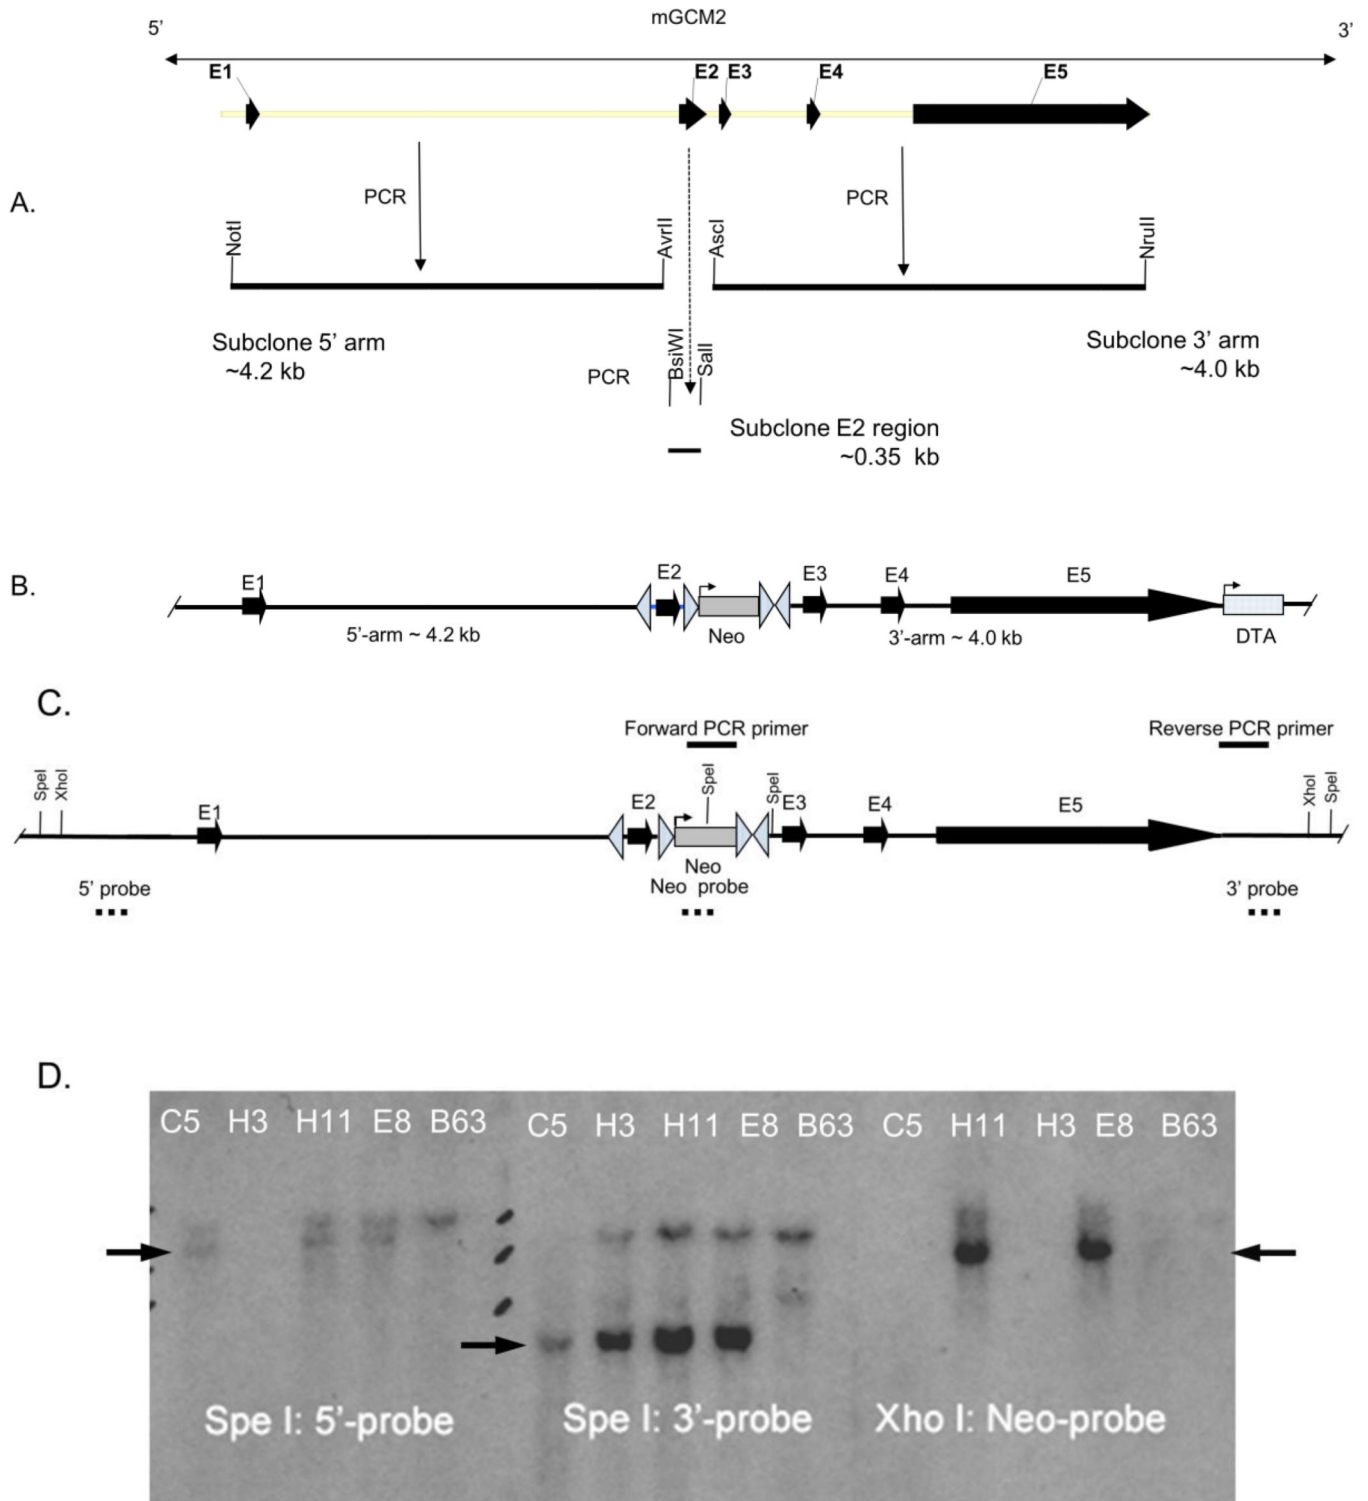 mGCM2
5’ 3’
E1 E2 E3 E4 E5
A.
PCR PCR
NotI AvrII AscI NruII
Subclone 5’ arm
~4.2 kb
Subclone 3’ arm
~4.0 kb
PCR BsiWI SalI
Subclone E2 region
~0.35 kb
B.
E1 E2 E3 E4 E5
5’-arm ~ 4.2 kb Neo 3’-arm ~ 4.0 kb DTA
C.
Forward PCR primer Reverse PCR primer
SpeI XhoI SpeI SpeI XhoI SpeI
E1 E2 E3 E4 E5
Neo
5’ probe Neo probe 3’ probe
D.
C5 H3 H11 E8 B63 C5 H3 H11 E8 B63 C5 H11 H3 E8 B63
Spe I: 5’-probe Spe I: 3’-probe Xho I: Neo-probe